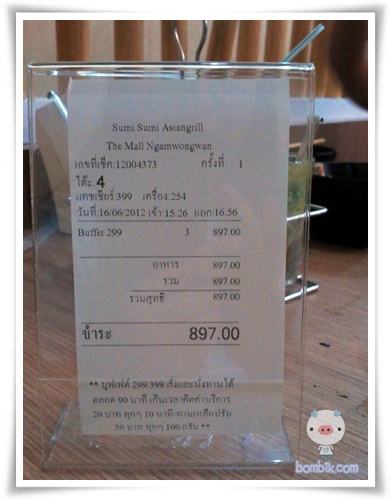 Sumi Sumi Asiangrill
The Mall Ngamwongwan
เลขที่เช็ค:12004373 ครั้งที่: 1
โต๊ะ:4
แคชเชียร์:399 เครื่อง:254
วันที่:16/06/2012 เข้า:15:26 ออก:16:56
Buffet 299 3 897.00
อาหาร 897.00
รวม 897.00
รวมสุทธิ 897.00
ชำระ 897.00
** บุฟเฟต์ 299/399 สั่งและนั่งทานได้
ตลอด 90 นาที เกินเวลาคิดค่าบริการ
20 บาท ทุกๆ 10 นาที/ทานเหลือปรับ
50 บาท ทุกๆ 100 กรัม **
bombik.com